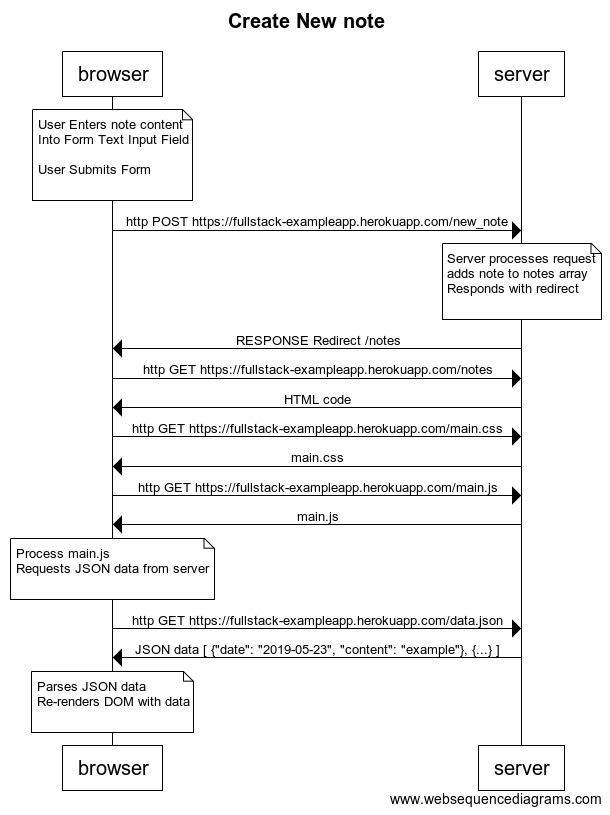 Create New note
browser
server
User Enters note content
Into Form Text Input Field
User Submits Form
http POST https://fullstack-exampleapp.herokuapp.com/new_note
Server processes request
adds note to notes array
Responds with redirect
RESPONSE Redirect /notes
http GET https://fullstack-exampleapp.herokuapp.com/notes
HTML code
http GET https://fullstack-exampleapp.herokuapp.com/main.css
main.css
http GET https://fullstack-exampleapp.herokuapp.com/main.js
main.js
Process main.js
Requests JSON data from server
http GET https://fullstack-exampleapp.herokuapp.com/data.json
JSON data [ {"date": "2019-05-23", "content": "example"}, {...} ]
Parses JSON data
Re-renders DOM with data
browser
server
www.websequencediagrams.com